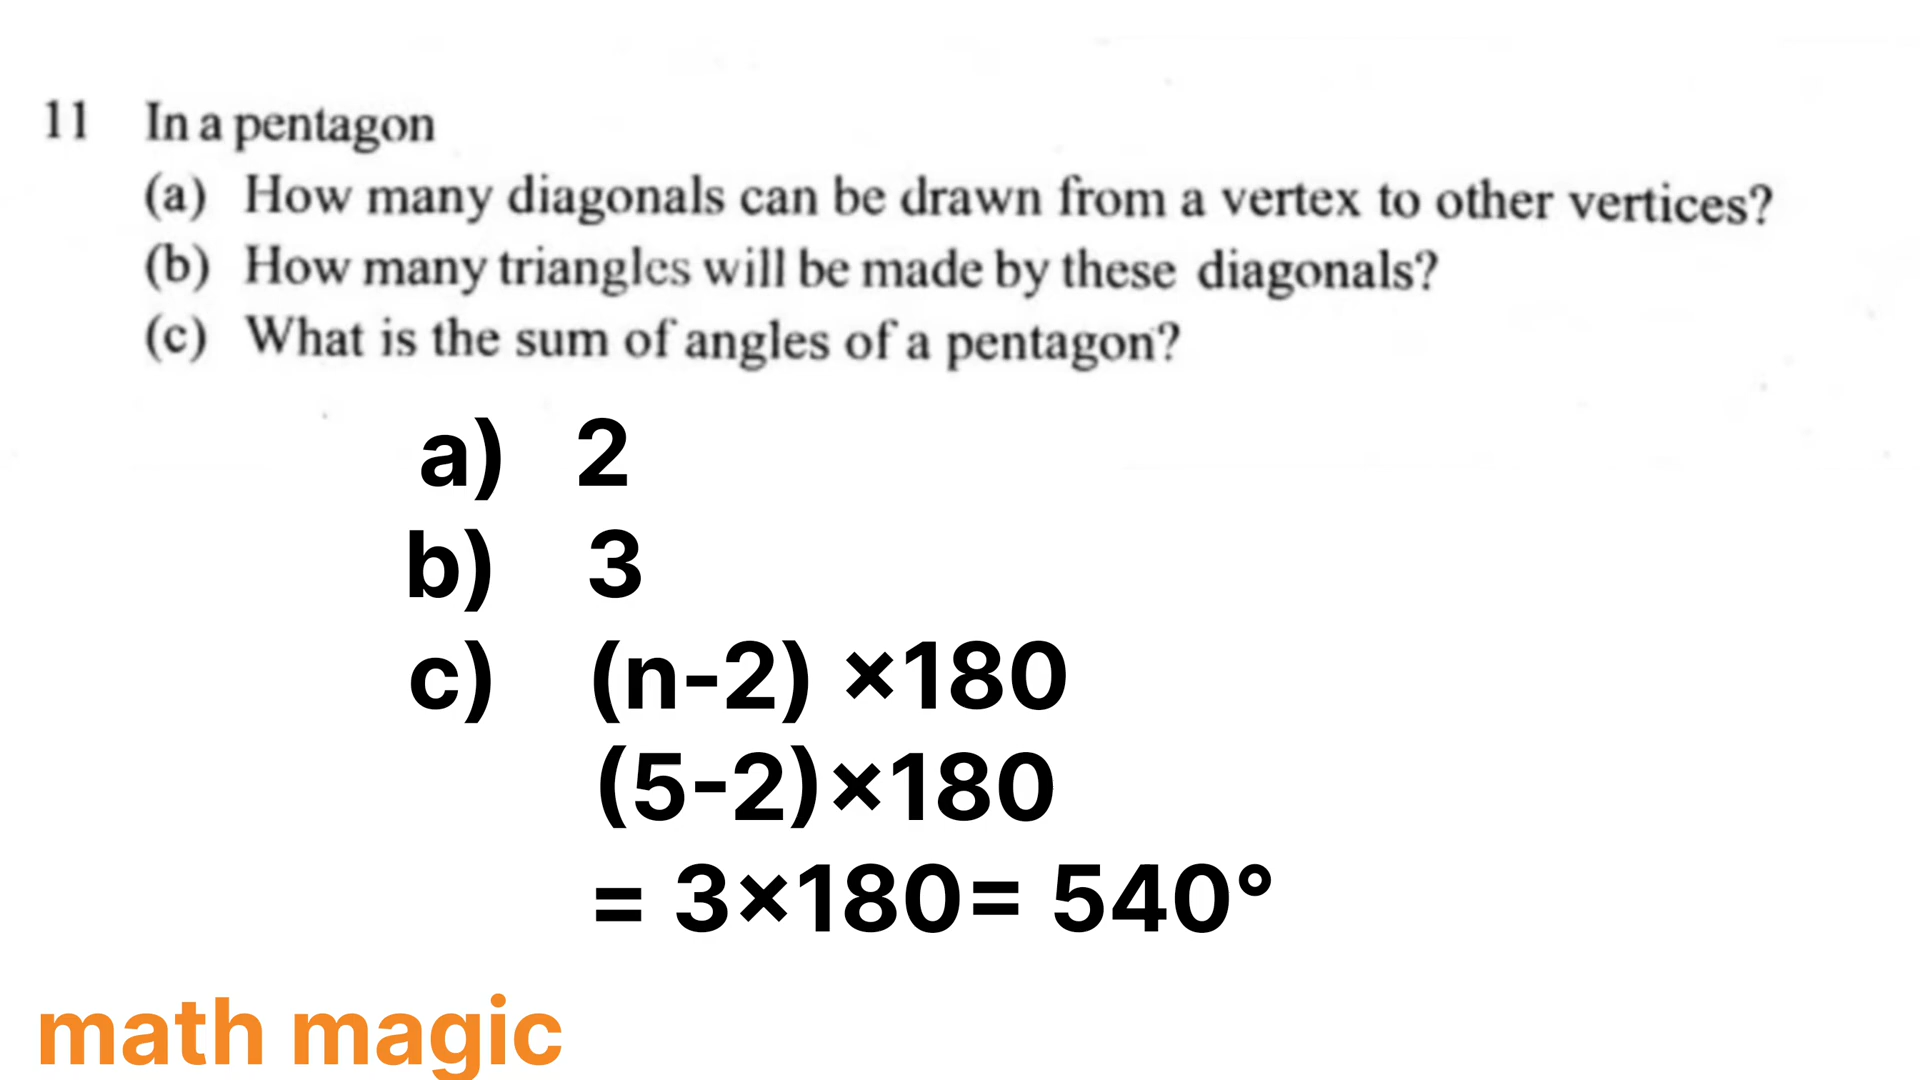 11 In a pentagon
(a) How many diagonals can be drawn from a vertex to other vertices?
(b) How many triangles will be made by these diagonals?
(c) What is the sum of angles of a pentagon?
a) 2
b) 3
c) (n-2) ×180
(5-2)×180
= 3×180= 540°
math magic